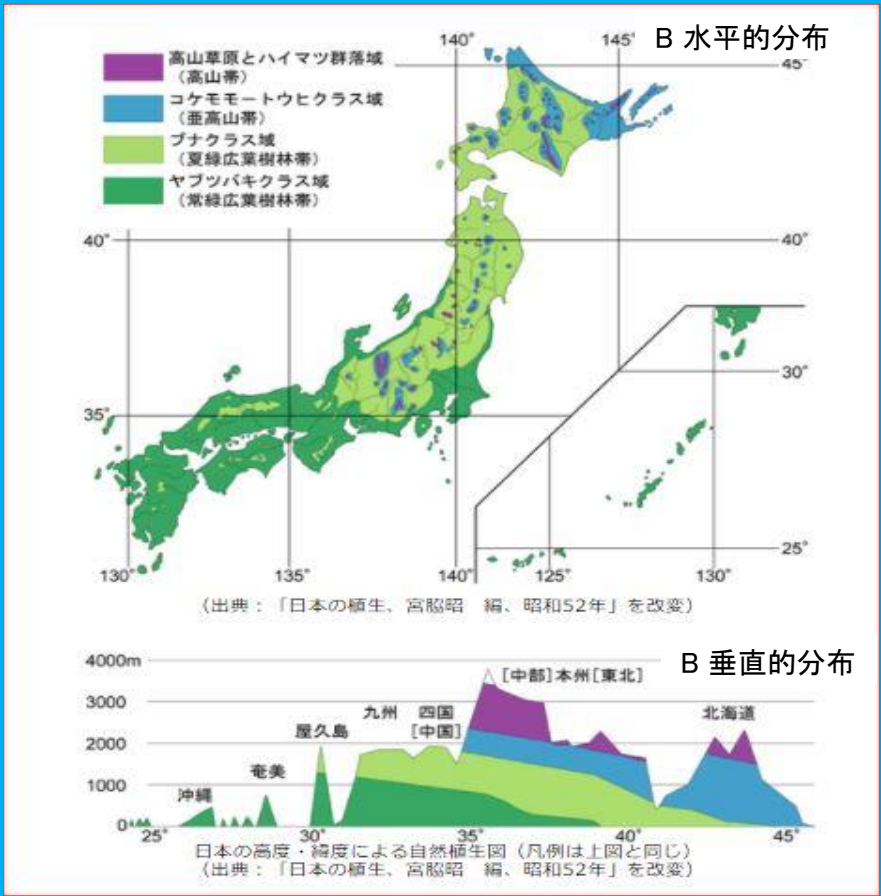 B 水平的分布
高山草原とハイマツ群落域
(高山帯)
コケモモートウヒクラス域
(亜高山帯)
ブナクラス域
(夏緑広葉樹林帯)
ヤブツバキクラス域
(常緑広葉樹林帯)
140°
145°
45°
40°
40°
30°
35°
25°
130°
135°
140°
125°
130°
(出典:「日本の植生、宮脇昭 編、昭和52年」を改変)
B 垂直的分布
4000m
3000
2000
1000
0
沖縄
奄美
屋久島
九州
四国
[中国]
[中部]本州[東北]
北海道
25°
30°
35°
40°
45°
日本の高度・緯度による自然植生図(凡例は上図と同じ)
(出典:「日本の植生、宮脇昭 編、昭和52年」を改変)